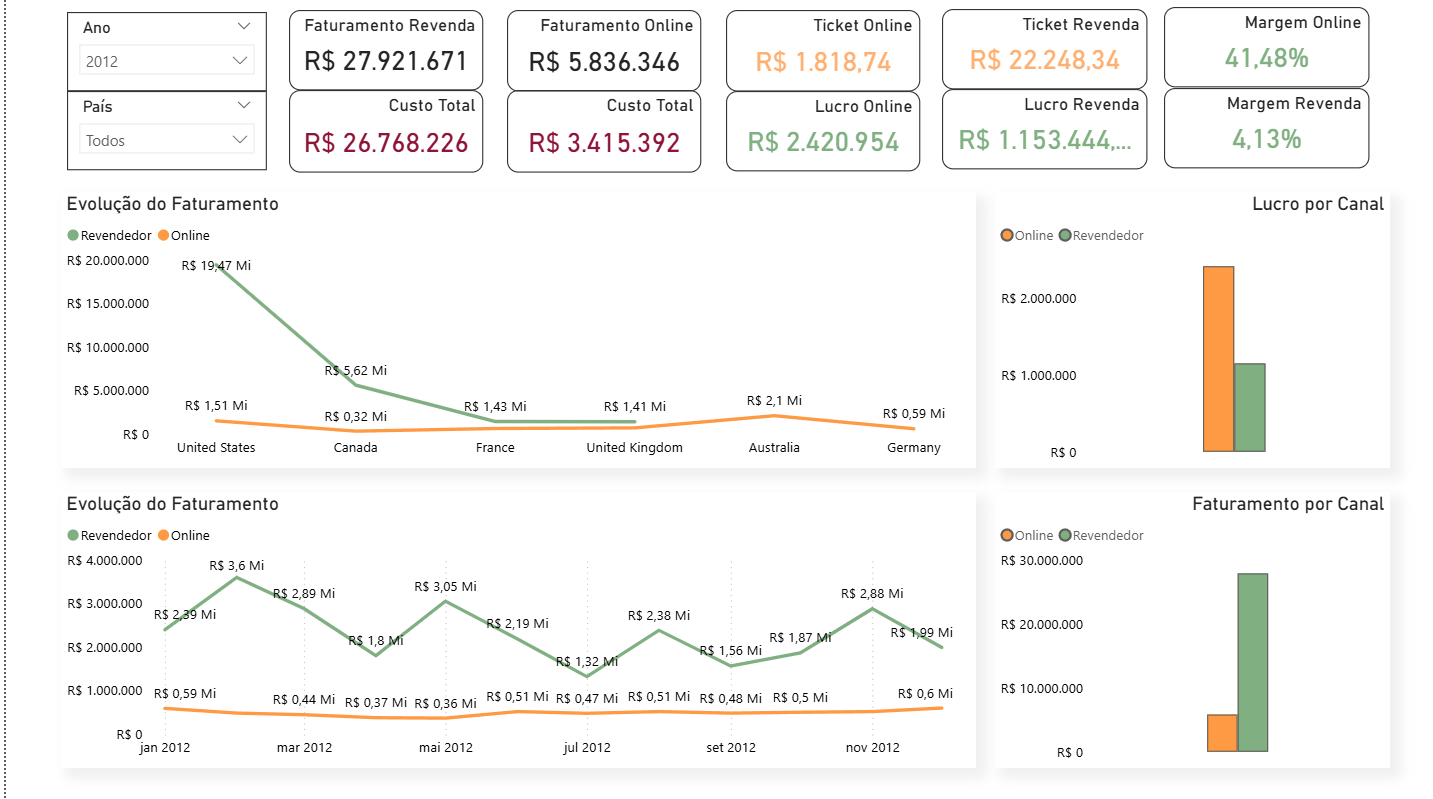 Ano
2012
País
Todos
Faturamento Revenda
R$ 27.921.671
Custo Total
R$ 26.768.226
Faturamento Online
R$ 5.836.346
Custo Total
R$ 3.415.392
Ticket Online
R$ 1.818,74
Lucro Online
R$ 2.420.954
Ticket Revenda
R$ 22.248,34
Lucro Revenda
R$ 1.153.444,...
Margem Online
41,48%
Margem Revenda
4,13%
Evolução do Faturamento
Revendedor Online
R$ 20.000.000
R$ 15.000.000
R$ 10.000.000
R$ 5.000.000
R$ 0
R$ 19,47 Mi
R$ 5,62 Mi
R$ 1,43 Mi
R$ 1,41 Mi
R$ 1,51 Mi
R$ 0,32 Mi
R$ 2,1 Mi
R$ 0,59 Mi
United States Canada France United Kingdom Australia Germany
Lucro por Canal
Online Revendedor
R$ 2.000.000
R$ 1.000.000
R$ 0
Evolução do Faturamento
Revendedor Online
R$ 4.000.000
R$ 3.000.000
R$ 2.000.000
R$ 1.000.000
R$ 0
R$ 2,39 Mi
R$ 3,6 Mi
R$ 2,89 Mi
R$ 1,8 Mi
R$ 3,05 Mi
R$ 2,19 Mi
R$ 1,32 Mi
R$ 2,38 Mi
R$ 1,56 Mi
R$ 1,87 Mi
R$ 2,88 Mi
R$ 1,99 Mi
R$ 0,59 Mi
R$ 0,44 Mi
R$ 0,37 Mi
R$ 0,36 Mi
R$ 0,51 Mi
R$ 0,47 Mi
R$ 0,51 Mi
R$ 0,48 Mi
R$ 0,5 Mi
R$ 0,6 Mi
jan 2012 mar 2012 mai 2012 jul 2012 set 2012 nov 2012
Faturamento por Canal
Online Revendedor
R$ 30.000.000
R$ 20.000.000
R$ 10.000.000
R$ 0